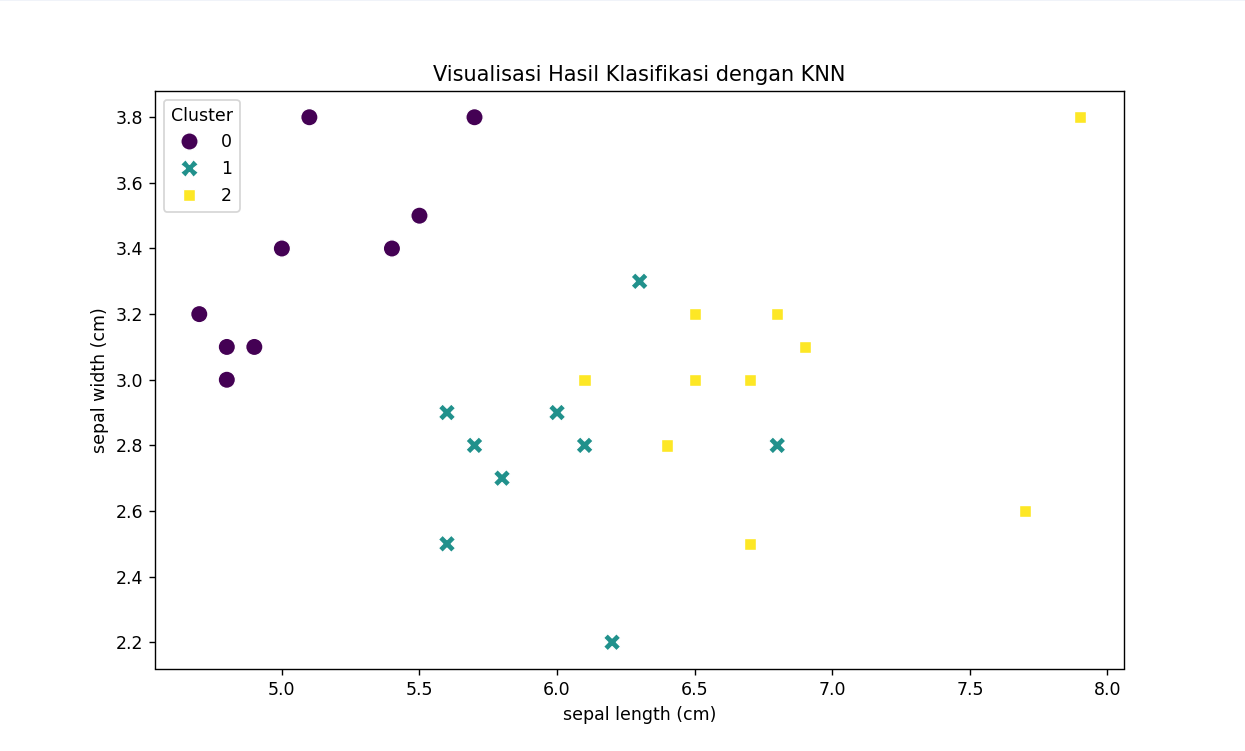 Visualisasi Hasil Klasifikasi dengan KNN
Cluster
0
1
2
3.8
3.6
3.4
3.2
3.0
2.8
2.6
2.4
2.2
sepal width (cm)
5.0 5.5 6.0 6.5 7.0 7.5 8.0
sepal length (cm)